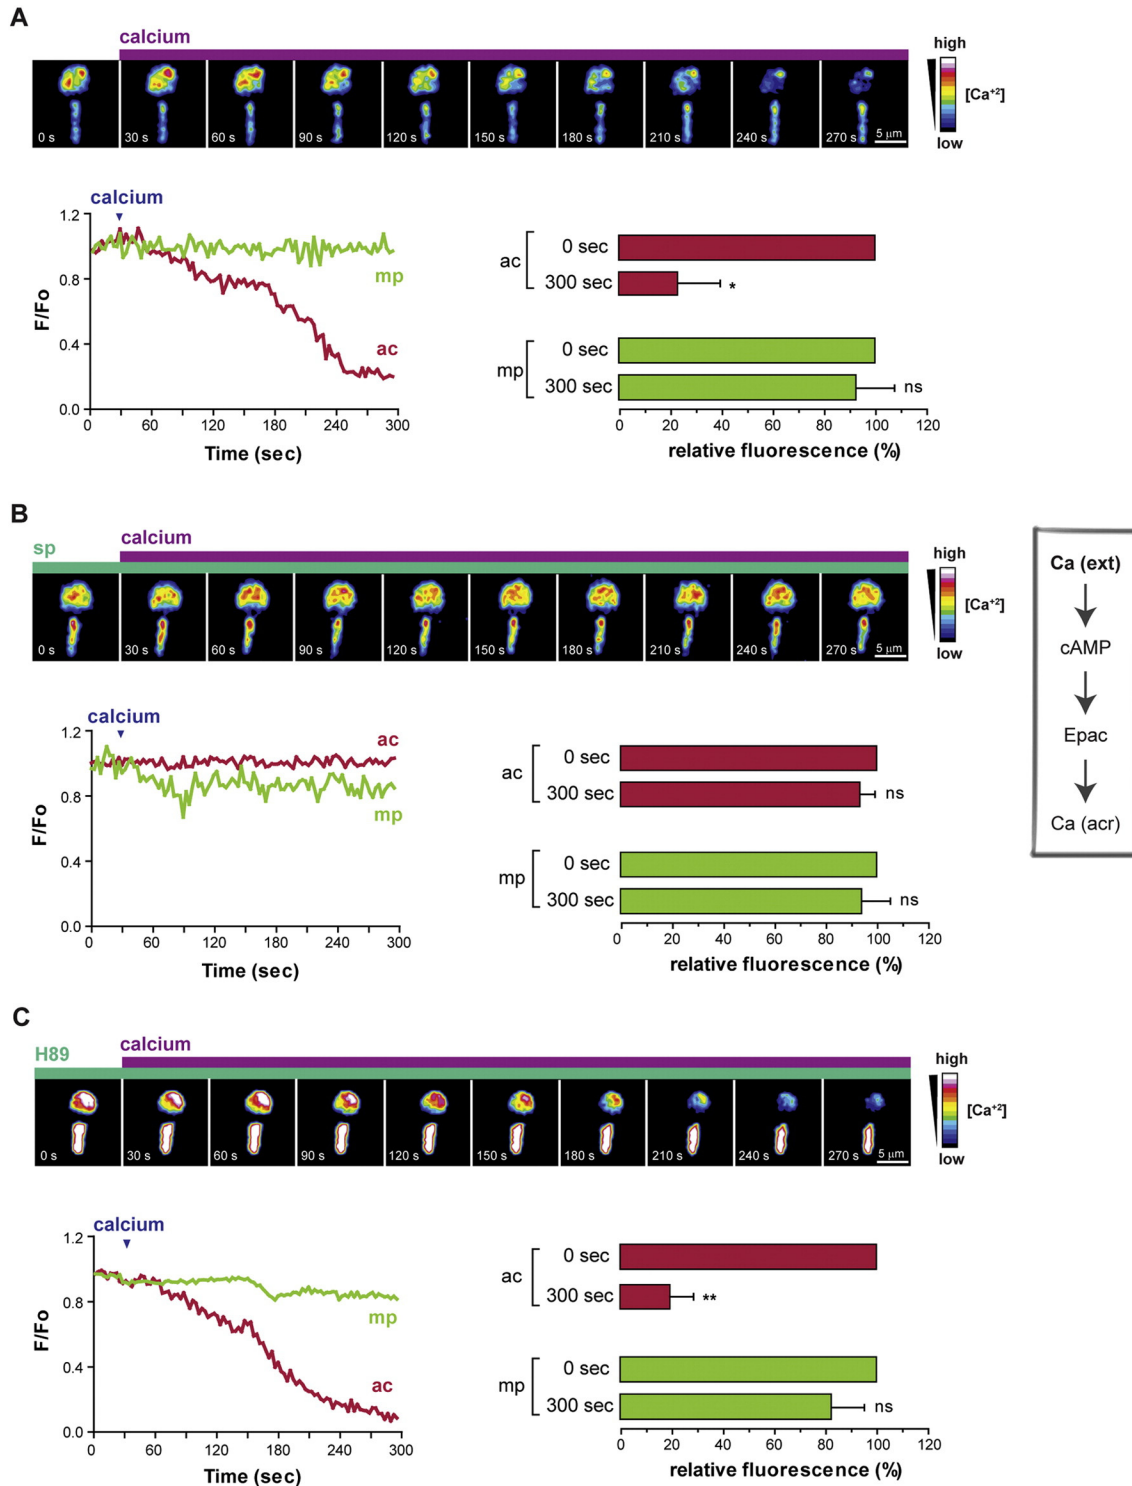 A
calcium
high
[Ca+2]
low
0 s 30 s 60 s 90 s 120 s 150 s 180 s 210 s 240 s 270 s 5 μm
calcium
1.2
0.8
0.4
0.0
F/Fo
mp
ac
0 60 120 180 240 300
Time (sec)
ac
0 sec
300 sec
*
mp
0 sec
300 sec
ns
0 20 40 60 80 100 120
relative fluorescence (%)
B
sp
calcium
high
[Ca+2]
low
0 s 30 s 60 s 90 s 120 s 150 s 180 s 210 s 240 s 270 s 5 μm
calcium
1.2
0.8
0.4
0.0
F/Fo
ac
mp
0 60 120 180 240 300
Time (sec)
ac
0 sec
300 sec
ns
mp
0 sec
300 sec
ns
0 20 40 60 80 100 120
relative fluorescence (%)
Ca (ext)
cAMP
Epac
Ca (acr)
C
H89
calcium
high
[Ca+2]
low
0 s 30 s 60 s 90 s 120 s 150 s 180 s 210 s 240 s 270 s 5 μm
calcium
1.2
0.8
0.4
0.0
F/Fo
mp
ac
0 60 120 180 240 300
Time (sec)
ac
0 sec
300 sec
**
mp
0 sec
300 sec
ns
0 20 40 60 80 100 120
relative fluorescence (%)